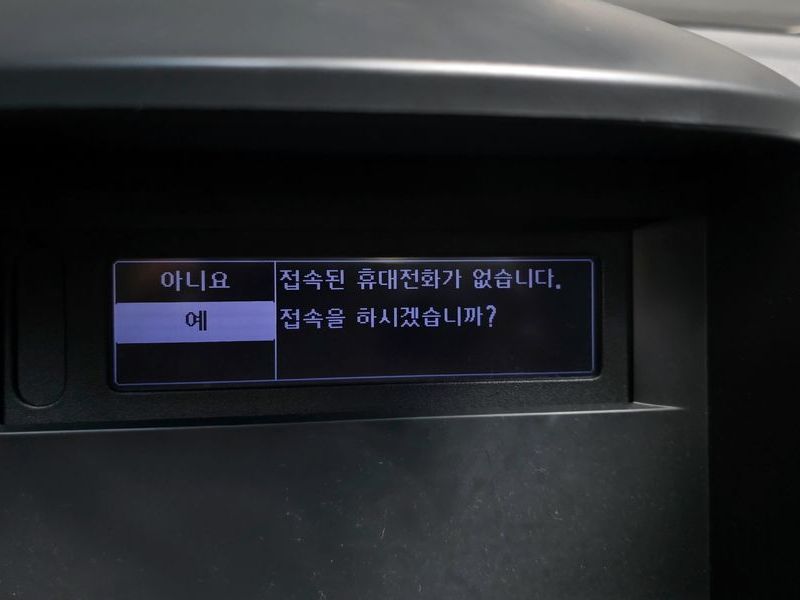 아니요
예
접속된 휴대전화가 없습니다.
접속을 하시겠습니까?